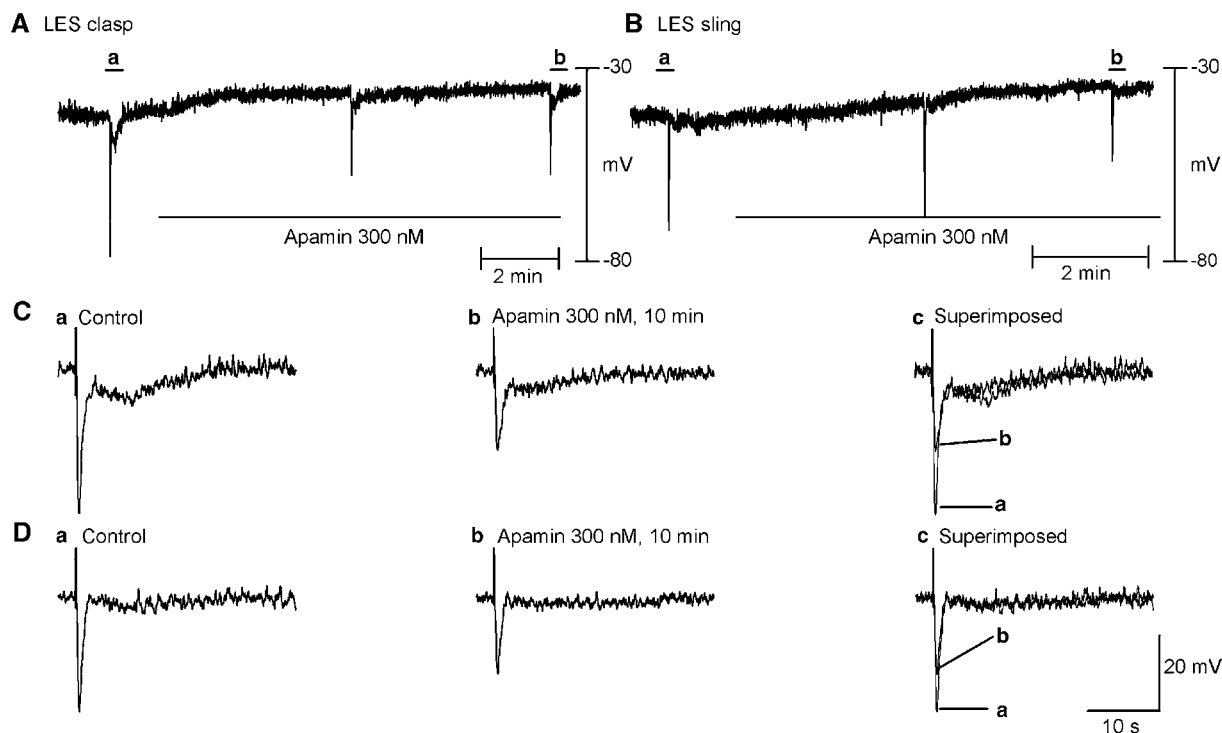 A LES clasp
B LES sling
a
b
-30
mV
-80
Apamin 300 nM
2 min
a
b
-30
mV
-80
Apamin 300 nM
2 min
C
a Control
b Apamin 300 nM, 10 min
c Superimposed
b
a
D
a Control
b Apamin 300 nM, 10 min
c Superimposed
b
a
20 mV
10 s